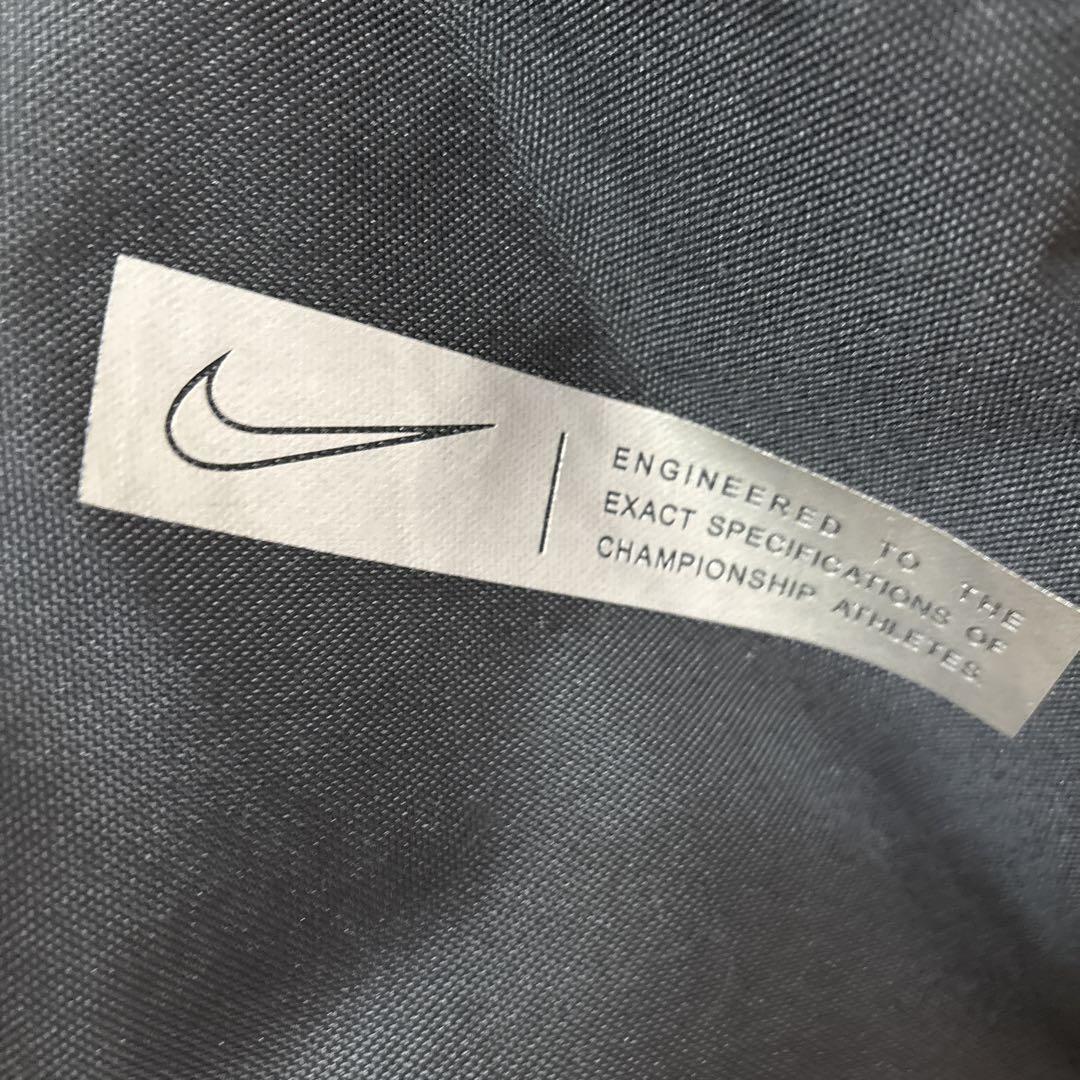 ENGINEERED TO THE
EXACT SPECIFICATIONS OF
CHAMPIONSHIP ATHLETES